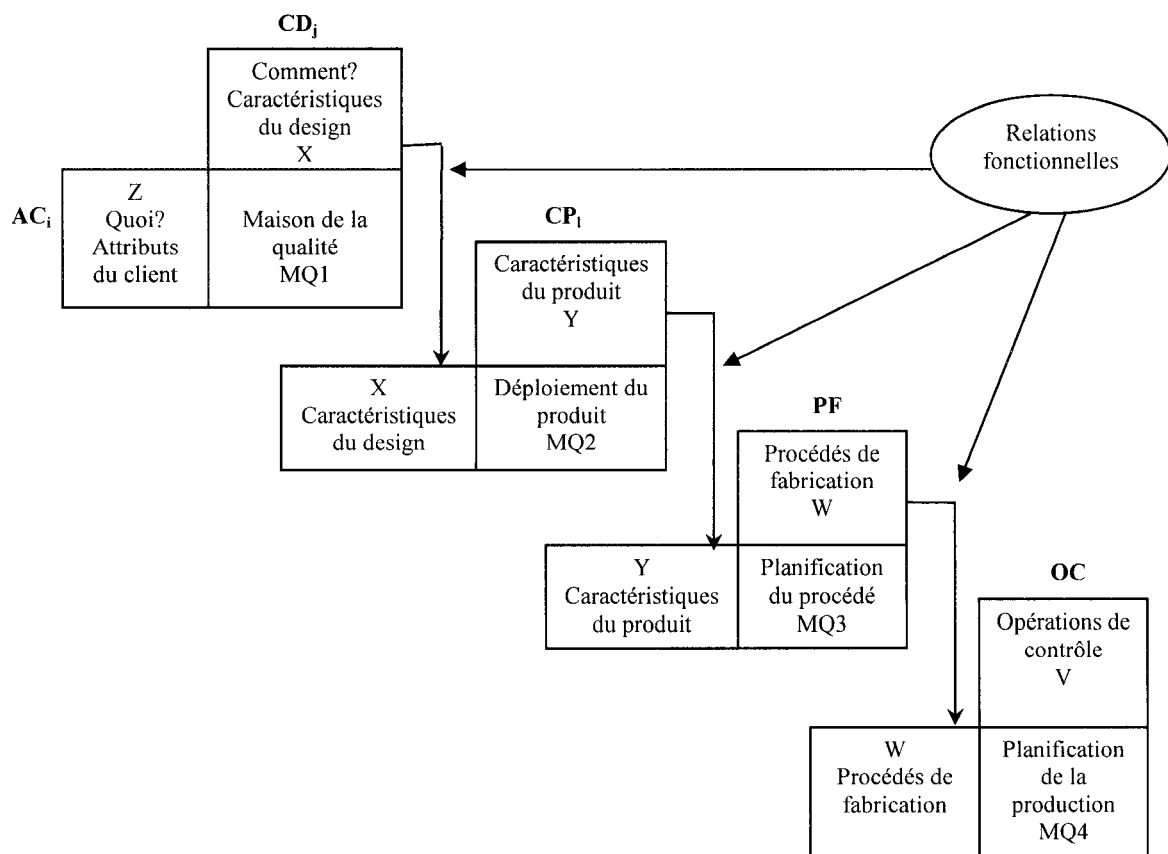 CDj
Comment?
Caractéristiques
du design
X
Relations
fonctionnelles
ACi
Z
Quoi?
Attributs
du client
Maison de la
qualité
MQ1
CPl
Caractéristiques
du produit
Y
X
Caractéristiques
du design
Déploiement du
produit
MQ2
PF
Procédés de
fabrication
W
Y
Caractéristiques
du produit
Planification
du procédé
MQ3
OC
Opérations de
contrôle
V
W
Procédés de
fabrication
Planification
de la
production
MQ4